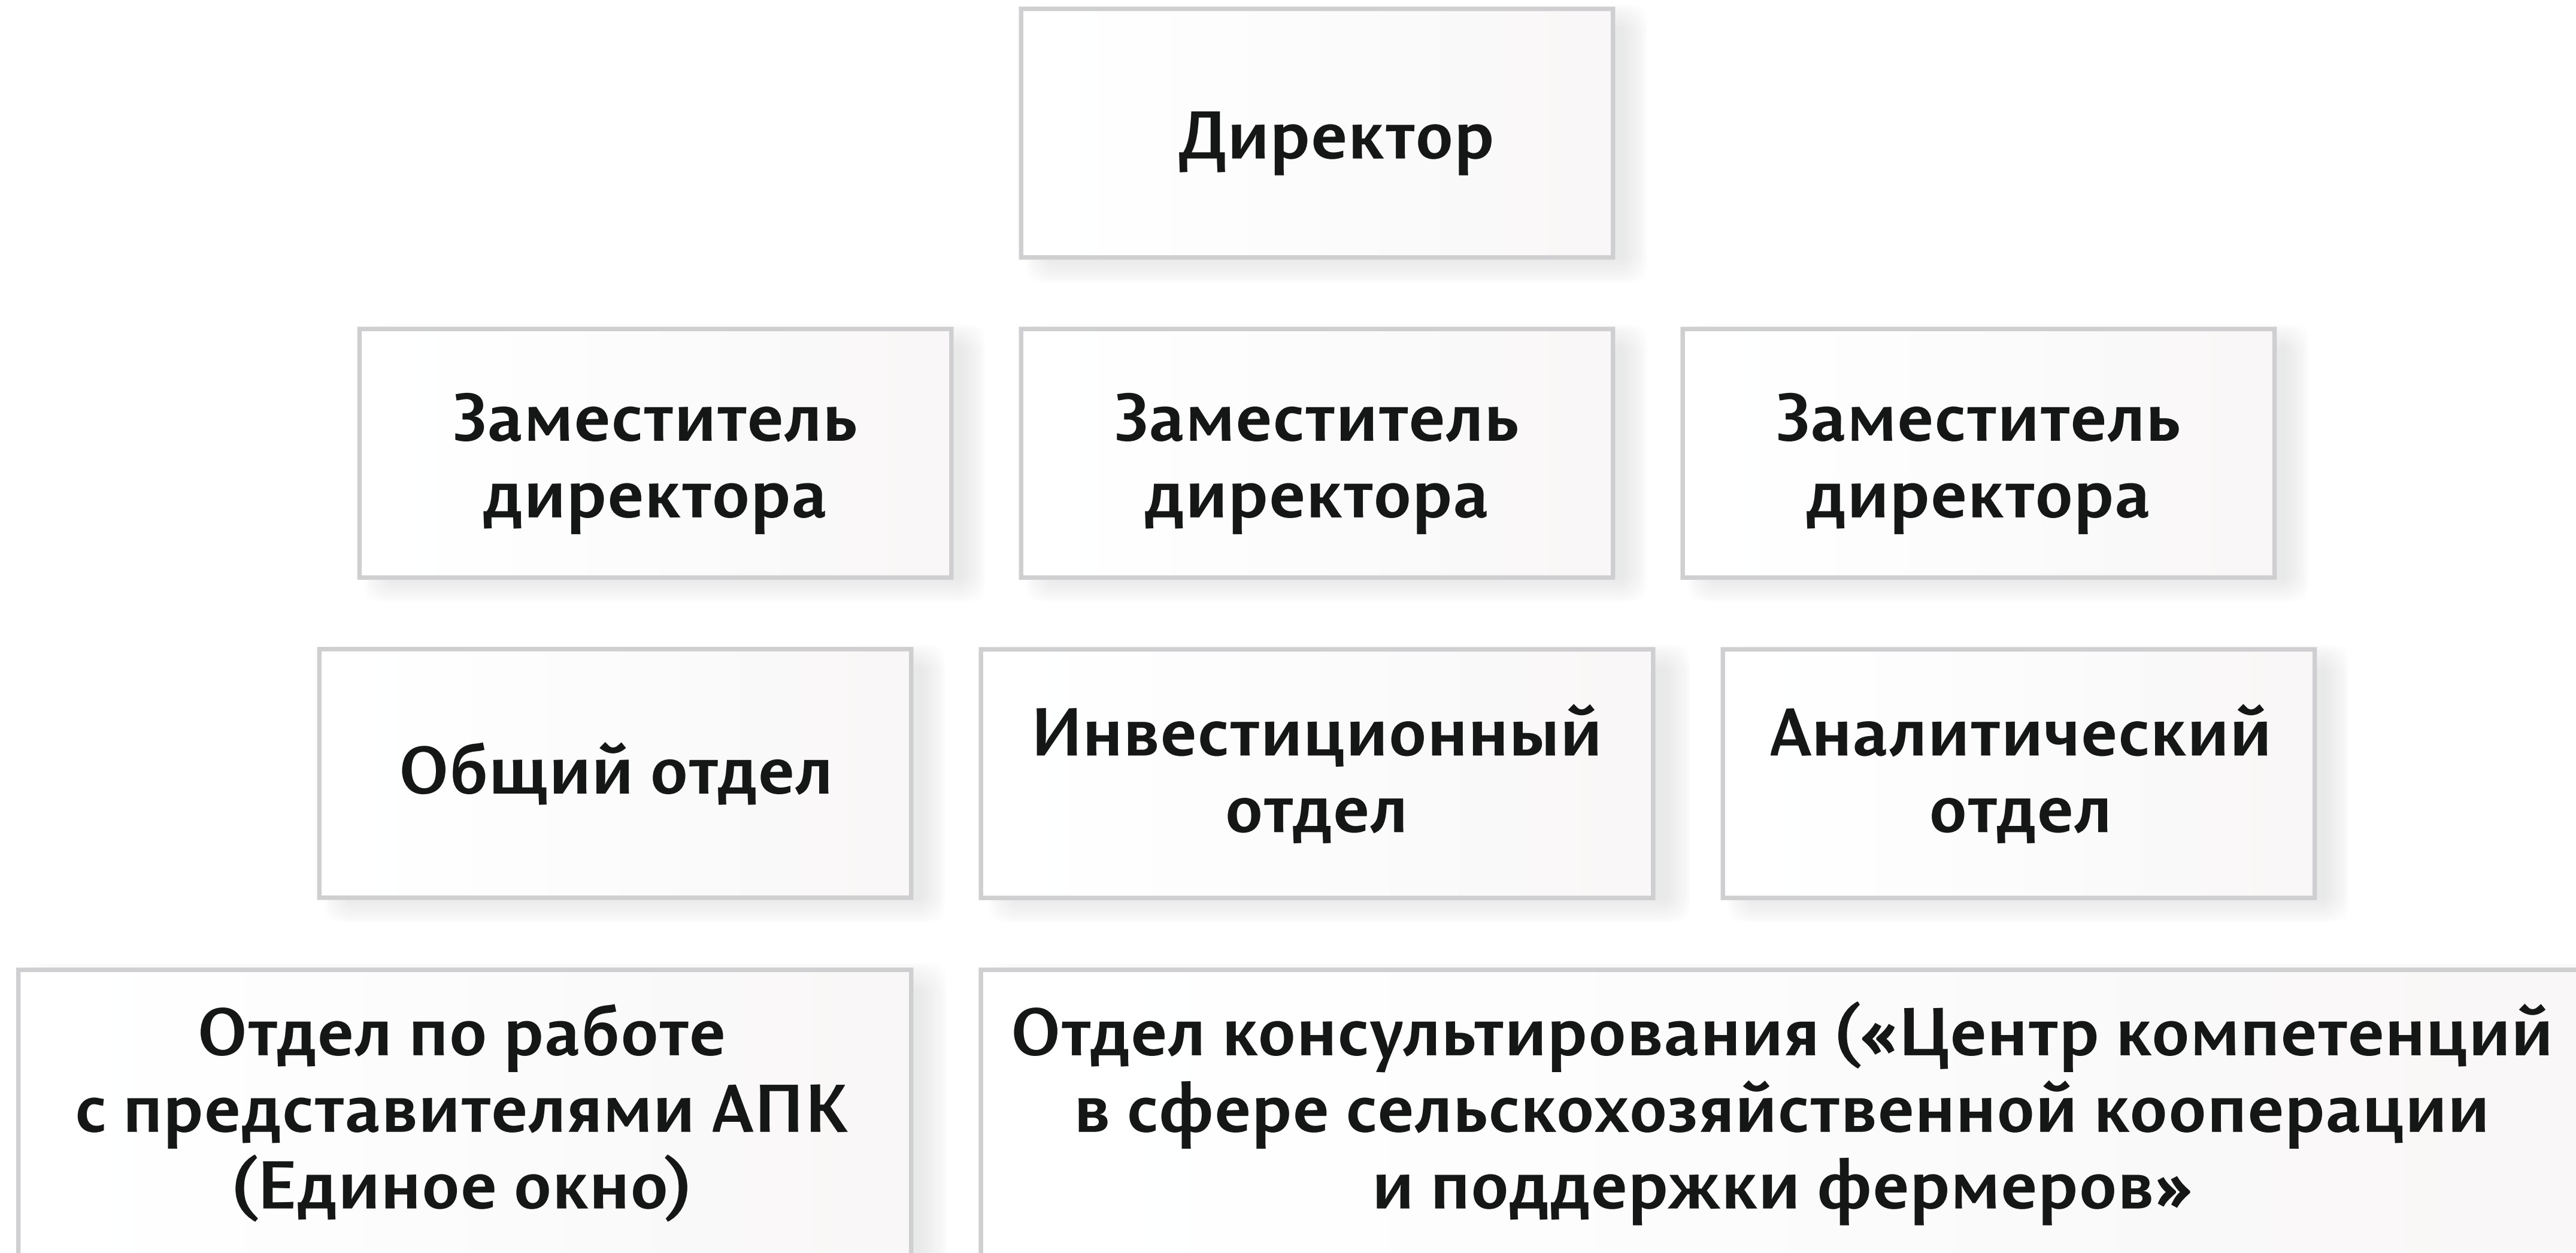 Директор
Заместитель
директора
Заместитель
директора
Заместитель
директора
Общий отдел
Инвестиционный
отдел
Аналитический
отдел
Отдел по работе
с представителями АПК
(Единое окно)
Отдел консультирования («Центр компетенций
в сфере сельскохозяйственной кооперации
и поддержки фермеров»